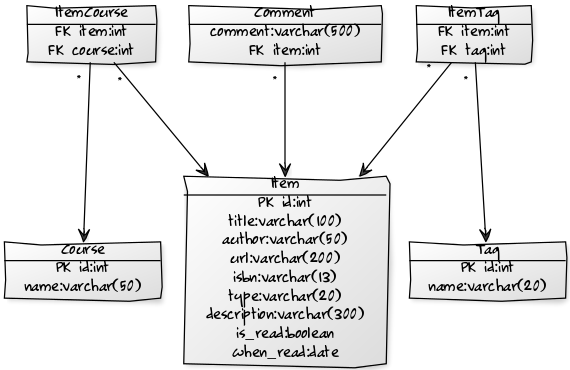 ItemCourse
FK item:int
FK course:int
Comment
comment:varchar(500)
FK item:int
ItemTag
FK item:int
FK tag:int
* *
*
* *
Item
PK id:int
title:varchar(100)
author:varchar(50)
url:varchar(200)
isbn:varchar(13)
type:varchar(20)
description:varchar(300)
is_read:boolean
when_read:date
Course
PK id:int
name:varchar(50)
Tag
PK id:int
name:varchar(20)